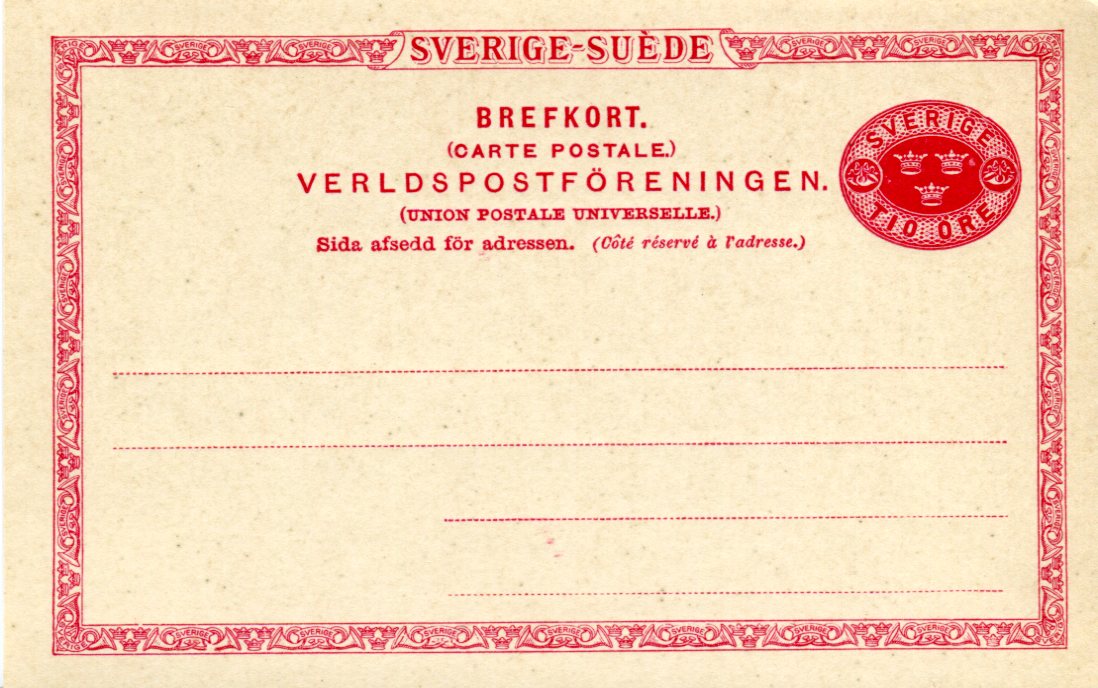 SVERIGE-SUÈDE
BREFKORT.
(CARTE POSTALE.)
VERLDSPOSTFÖRENINGEN.
(UNION POSTALE UNIVERSELLE.)
Sida afsedd för adressen. (Côté réservé à l'adresse.)
SVERIGE
TIO ÖRE